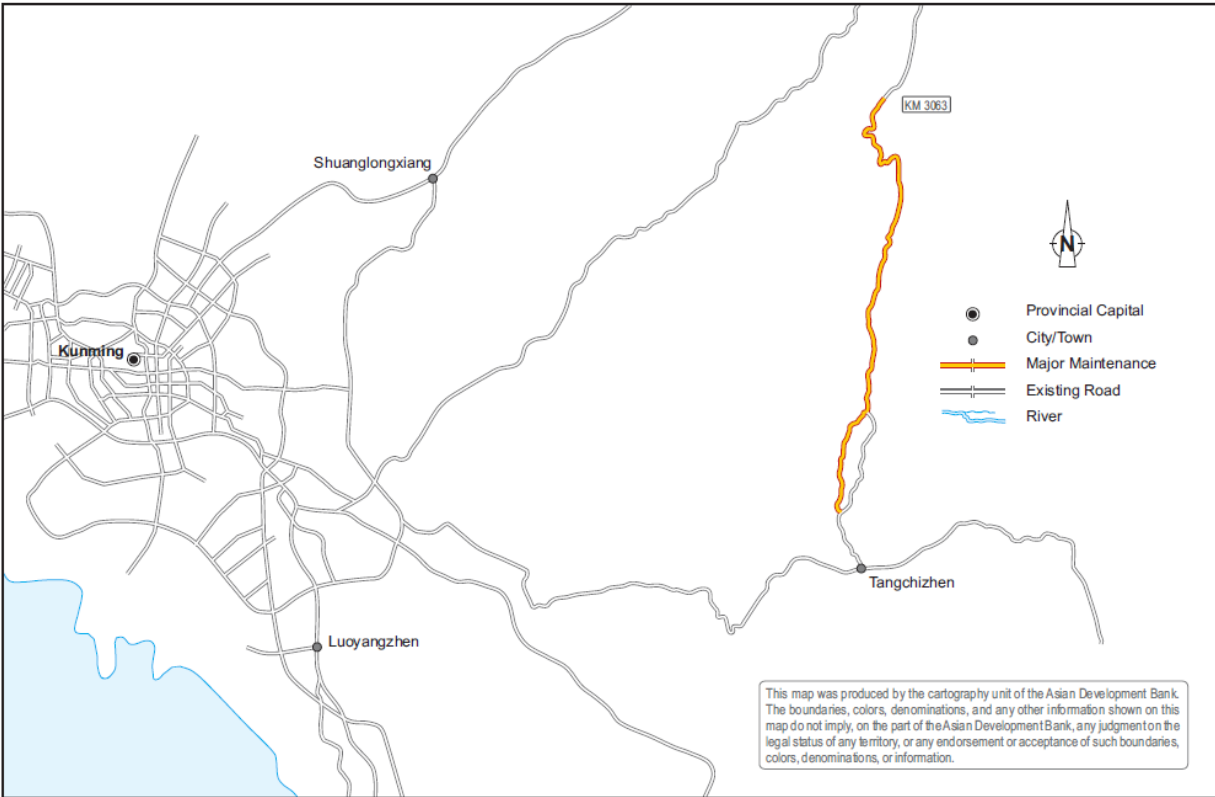 KM 3063
Shuanglongxiang
N
Provincial Capital
City/Town
Kunming
Major Maintenance
Existing Road
River
Tangchizhen
Luoyangzhen
This map was produced by the cartography unit of the Asian Development Bank.
The boundaries, colors, denominations, and any other information shown on this
map do not imply, on the part of the Asian Development Bank, any judgment on the
legal status of any territory, or any endorsement or acceptance of such boundaries,
colors, denominations, or information.